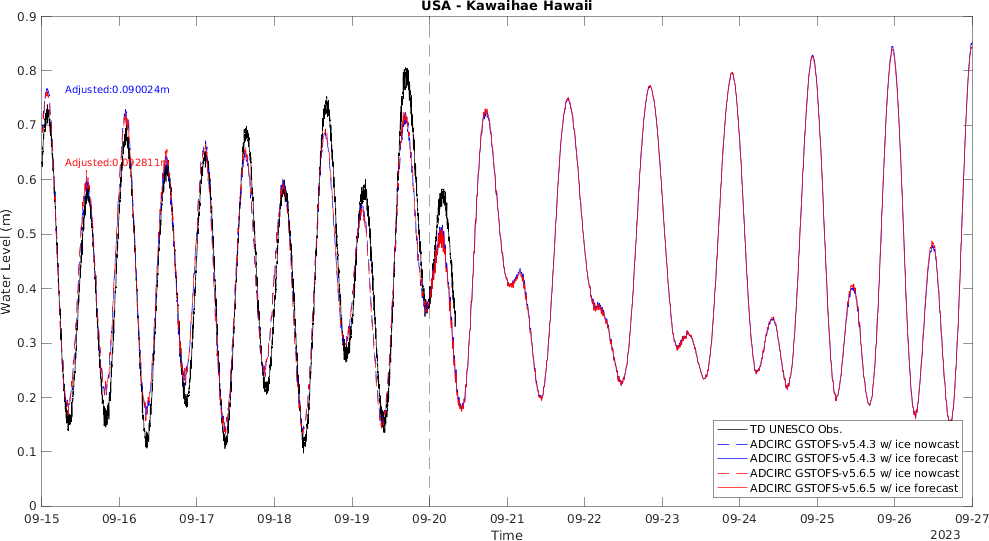 USA - Kawaihae Hawaii
0.9
0.8
0.7
0.6
0.5
0.4
0.3
0.2
0.1
0
Water Level (m)
Adjusted:0.090024m
Adjusted:0.092811m
TD UNESCO Obs.
ADCIRC GSTOFS-v5.4.3 w/ ice nowcast
ADCIRC GSTOFS-v5.4.3 w/ ice forecast
ADCIRC GSTOFS-v5.6.5 w/ ice nowcast
ADCIRC GSTOFS-v5.6.5 w/ ice forecast
09-15 09-16 09-17 09-18 09-19 09-20 09-21 09-22 09-23 09-24 09-25 09-26 09-27
Time
2023